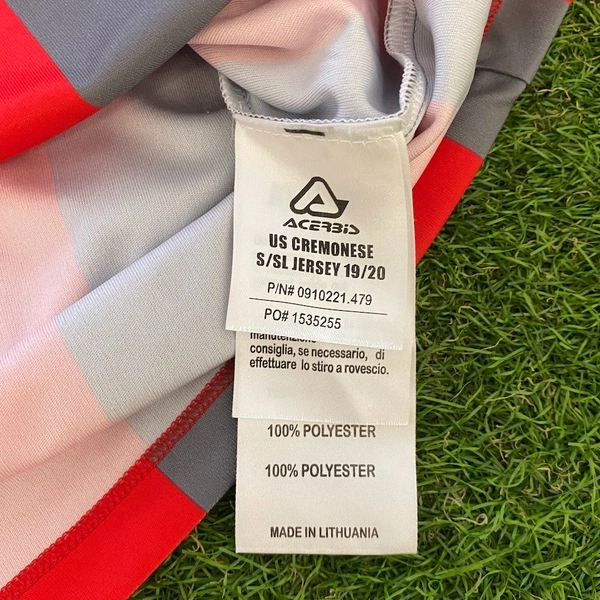 ACERBIS
US CREMONESE
S/SL JERSEY 19/20
P/N# 0910221.479
PO# 1535255
manutenzione
consiglia, se necessario, di
effettuare lo stiro a rovescio.
100% POLYESTER
100% POLYESTER
MADE IN LITHUANIA